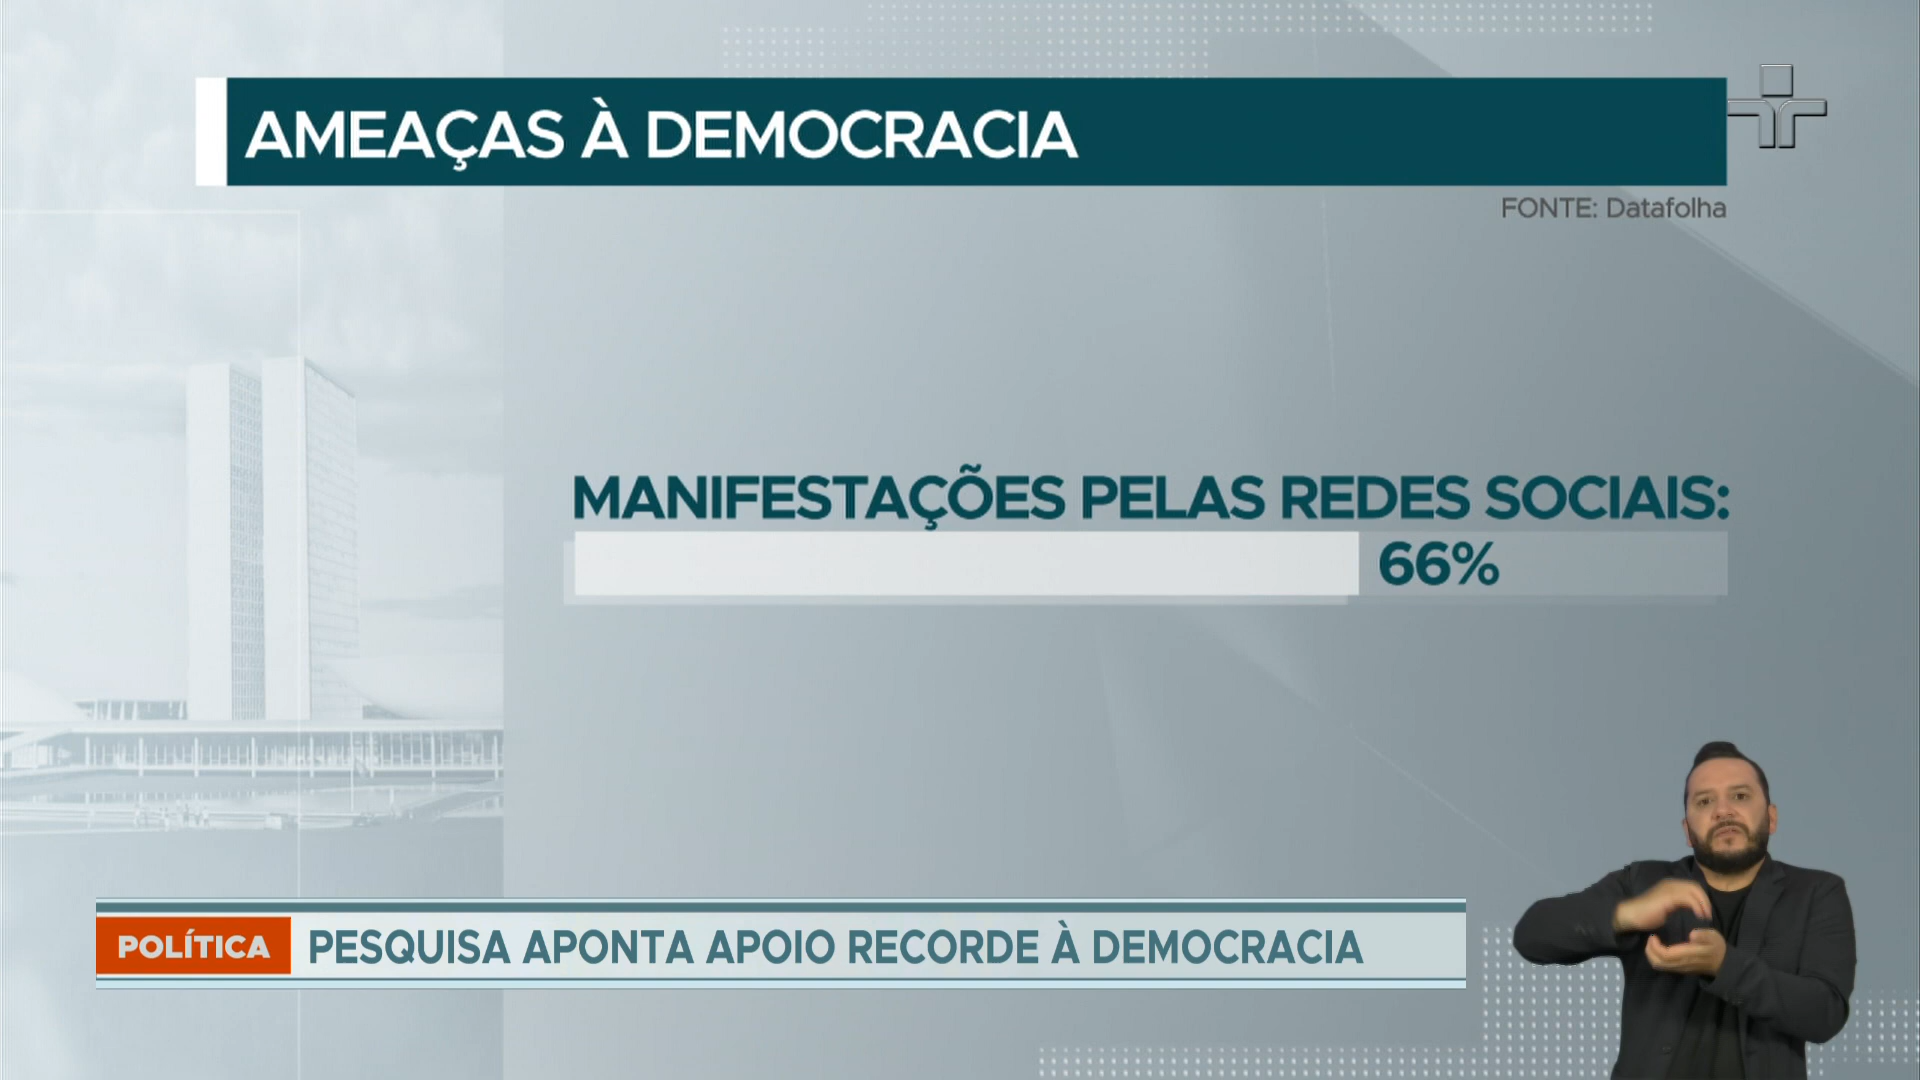 AMEAÇAS À DEMOCRACIA
FONTE: Datafolha
MANIFESTAÇÕES PELAS REDES SOCIAIS:
66%
POLÍTICA
PESQUISA APONTA APOIO RECORDE À DEMOCRACIA